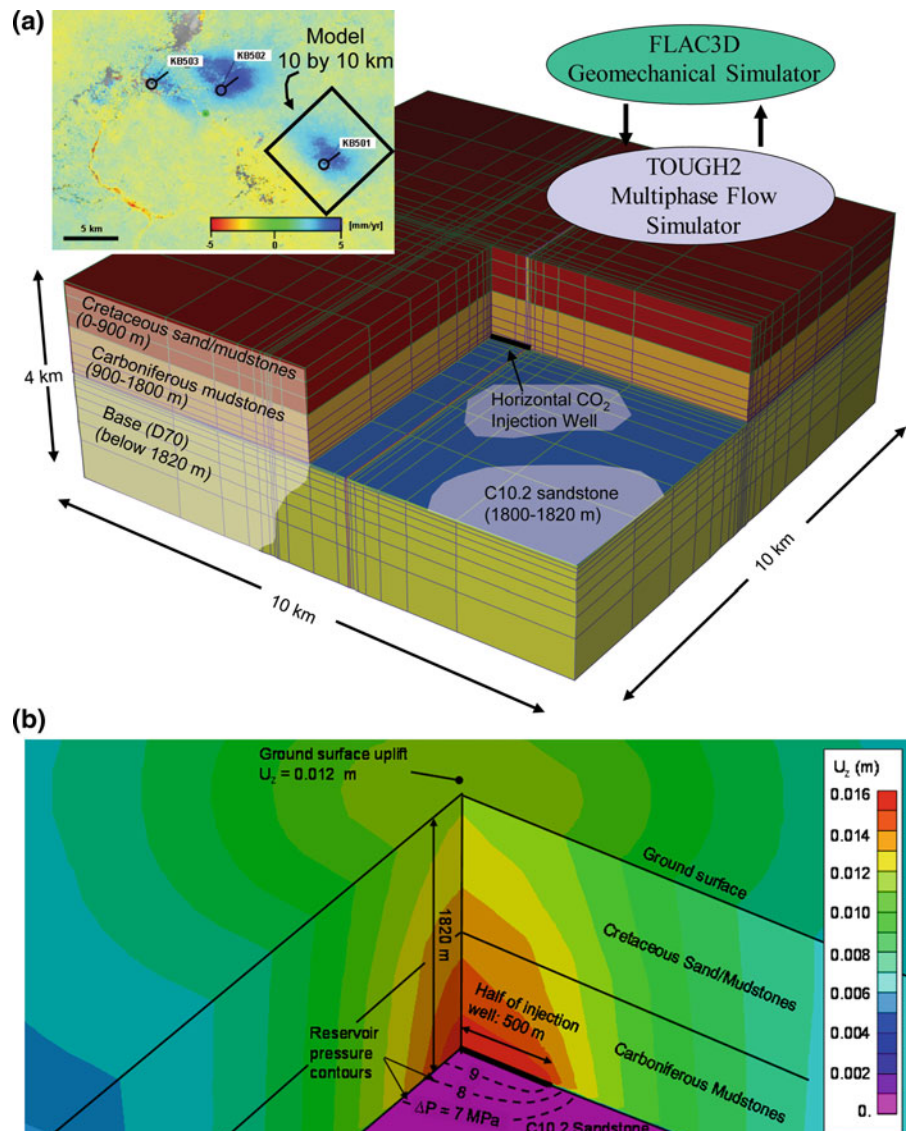 (a)
KB503
KB502
Model
10 by 10 km
KB501
5 km
[mm/yr]
-5
0
5
FLAC3D
Geomechanical Simulator
TOUGH2
Multiphase Flow
Simulator
4 km
Cretaceous sand/mudstones
(0-900 m)
Carboniferous mudstones
(900-1800 m)
Base (D70)
(below 1820 m)
Horizontal CO2
Injection Well
C10.2 sandstone
(1800-1820 m)
10 km
10 km
(b)
Ground surface uplift
Uz = 0.012 m
Uz (m)
0.016
0.014
0.012
0.010
0.008
0.006
0.004
0.002
0.
Ground surface
1820 m
Cretaceous Sand/Mudstones
Half of injection
well: 500 m
Carboniferous Mudstones
Reservoir
pressure
contours
9
8
ΔP = 7 MPa
C10.2 Sandstone